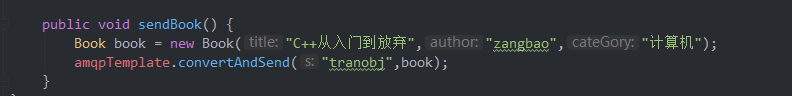 public void sendBook() {
Book book = new Book( title: "C++从入门到放弃", author: "zangbao", cateGory: "计算机");
amqpTemplate.convertAndSend( s: "tranobj",book);
}